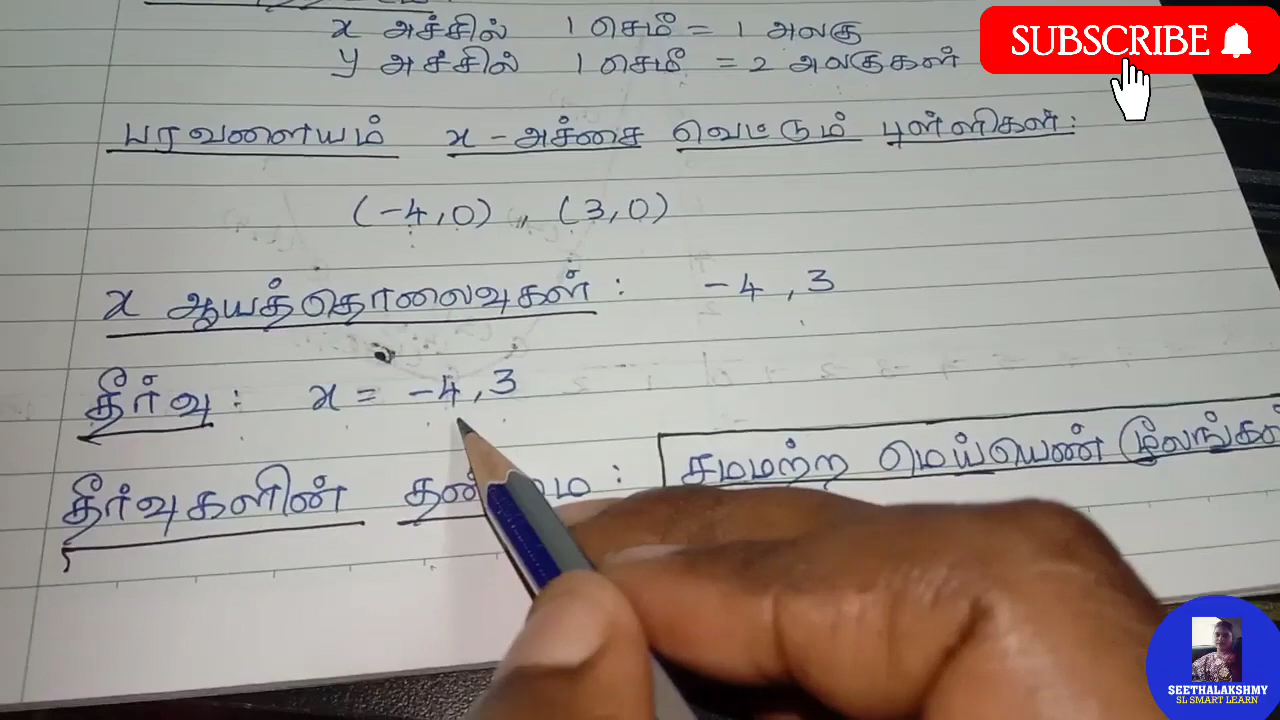 x அச்சில் 1 செமீ = 1 அலகு
y அச்சில் 1 செமீ = 2 அலகுகள்
SUBSCRIBE
பரவளையம் x - அச்சை வெட்டும் புள்ளிகள்:
(-4,0) ,, (3,0)
x ஆயத்தொலைவுகள் : -4 , 3
தீர்வு : x = -4 , 3
தீர்வுகளின் :
சமமற்ற மெய்யெண் மூலங்கள்
SEETHALAKSHMY
SL SMART LEARN